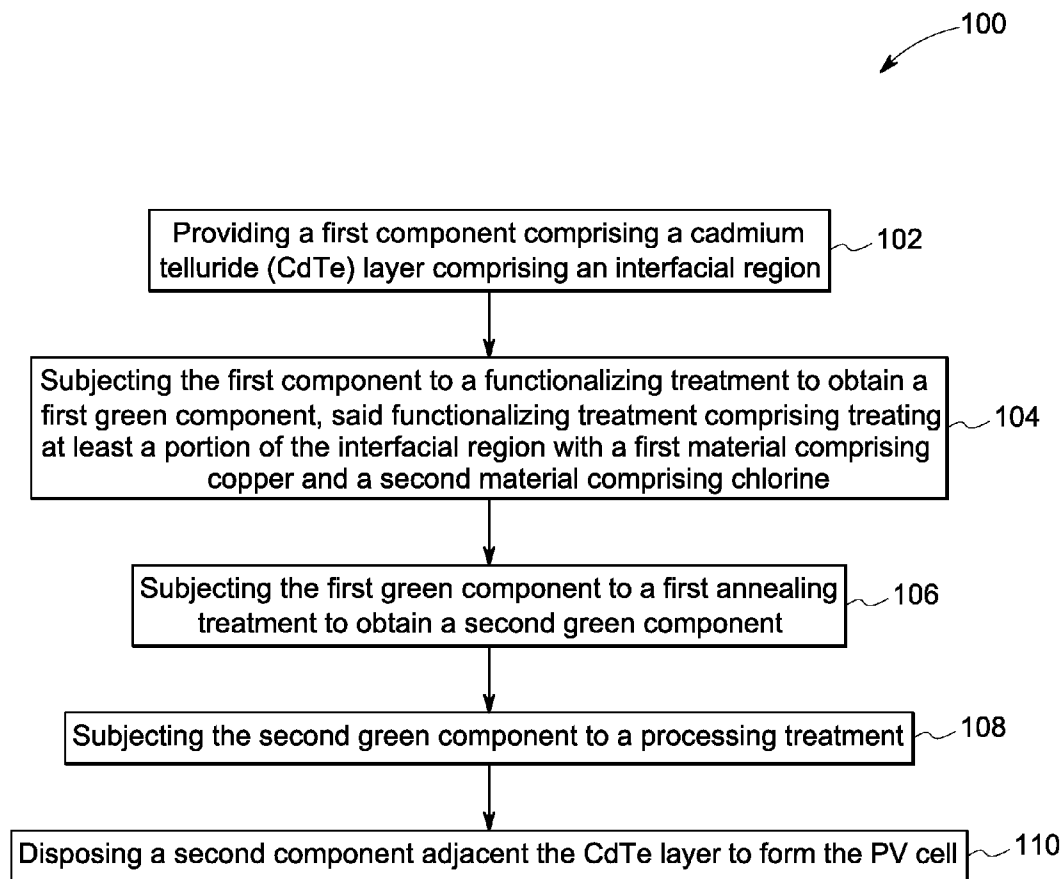 100
Providing a first component comprising a cadmium
telluride (CdTe) layer comprising an interfacial region
102
Subjecting the first component to a functionalizing treatment to obtain a
first green component, said functionalizing treatment comprising treating
at least a portion of the interfacial region with a first material comprising
copper and a second material comprising chlorine
104
Subjecting the first green component to a first annealing
treatment to obtain a second green component
106
Subjecting the second green component to a processing treatment
108
Disposing a second component adjacent the CdTe layer to form the PV cell
110